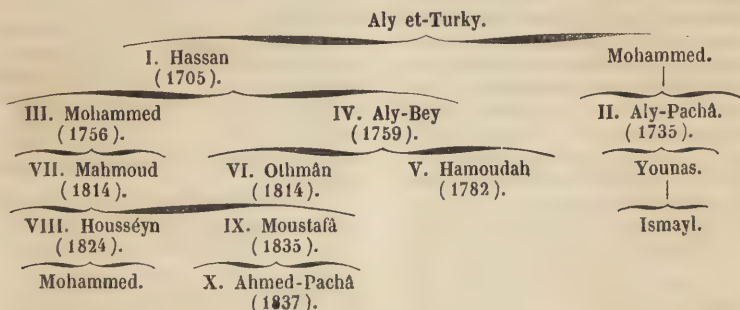 Aly et-Turky.
I. Hassan
(1705).
Mohammed.
III. Mohammed
(1756).
IV. Aly-Bey
(1759).
II. Aly-Pachâ.
(1735).
VII. Mahmoud
(1814).
VI. Othmân
(1814).
V. Hamoudah
(1782).
Younas.
VIII. Housséyn
(1824).
IX. Moustafâ
(1835).
Ismayl.
Mohammed.
X. Ahmed-Pachâ
(1837).